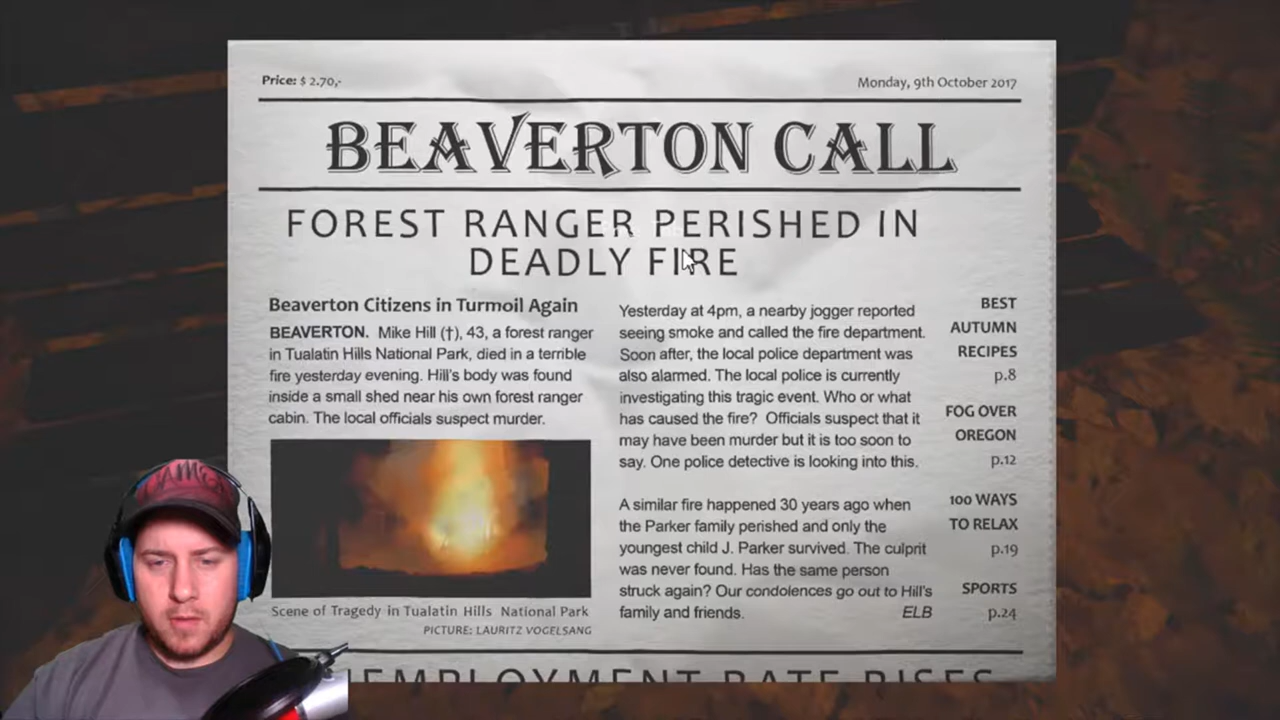 Price: $ 2.70,-
Monday, 9th October 2017
BEAVERTON CALL
FOREST RANGER PERISHED IN
DEADLY FIRE
Beaverton Citizens in Turmoil Again
BEAVERTON. Mike Hill (†), 43, a forest ranger
in Tualatin Hills National Park, died in a terrible
fire yesterday evening. Hill's body was found
inside a small shed near his own forest ranger
cabin. The local officials suspect murder.
Scene of Tragedy in Tualatin Hills National Park
PICTURE: LAURITZ VOGELSANG
Yesterday at 4pm, a nearby jogger reported
seeing smoke and called the fire department.
Soon after, the local police department was
also alarmed. The local police is currently
investigating this tragic event. Who or what
has caused the fire? Officials suspect that it
may have been murder but it is too soon to
say. One police detective is looking into this.
A similar fire happened 30 years ago when
the Parker family perished and only the
youngest child J. Parker survived. The culprit
was never found. Has the same person
struck again? Our condolences go out to Hill's
family and friends. ELB
BEST
AUTUMN
RECIPES
p.8
FOG OVER
OREGON
p.12
100 WAYS
TO RELAX
p.19
SPORTS
p.24
RATE RISES